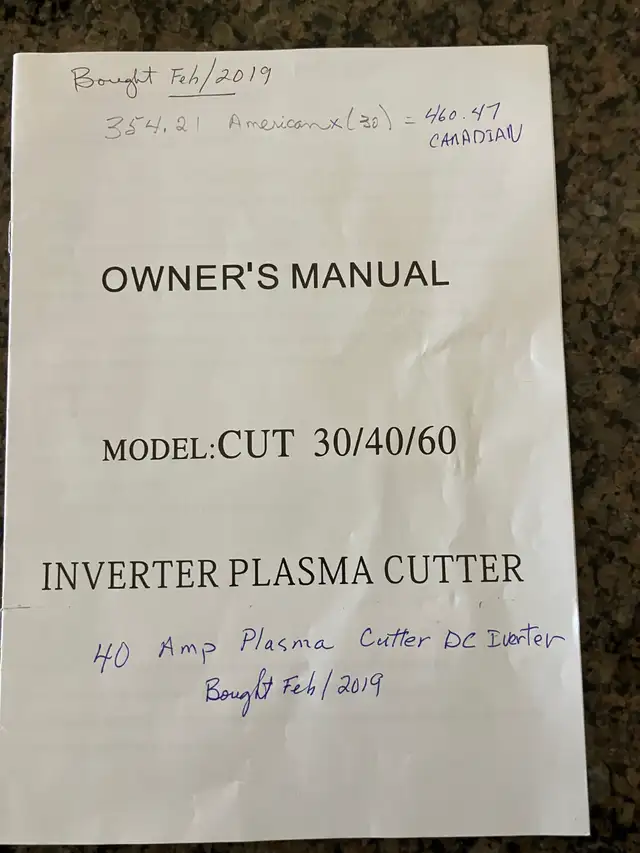 Bought Feb/2019
354.21 American x (30) = 460.47
CANADIAN
OWNER'S MANUAL
MODEL:CUT 30/40/60
INVERTER PLASMA CUTTER
40 Amp Plasma Cutter DC Iverter
Bought Feb/2019